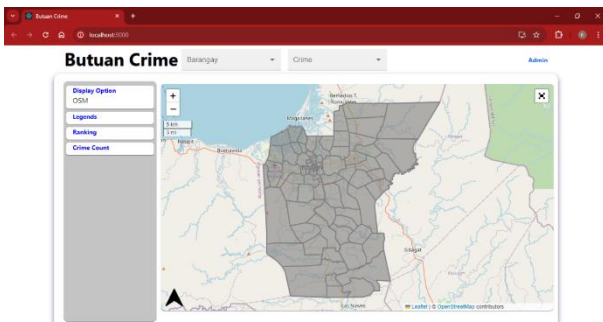 Butuan Crime
localhost:3000
Butuan Crime
Barangay
Crime
Admin
Display Option
OSM
Legends
Ranking
Crime Count
+
−
5 km
3 mi
Magallanes
Buenavista
Sibagat
Las Nieves
Leaflet | © OpenStreetMap contributors